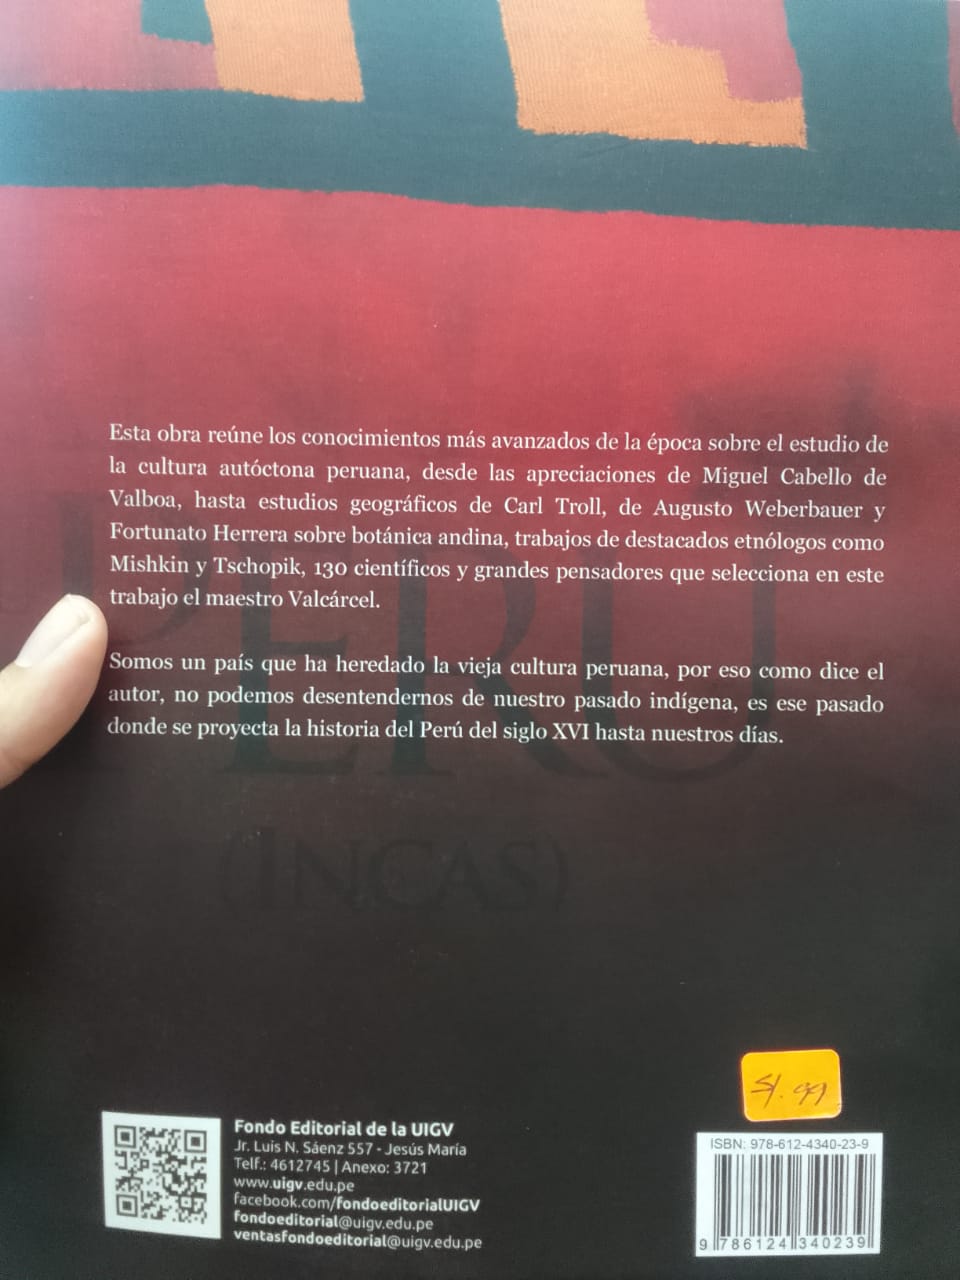 Esta obra reúne los conocimientos más avanzados de la época sobre el estudio de
la cultura autóctona peruana, desde las apreciaciones de Miguel Cabello de
Valboa, hasta estudios geográficos de Carl Troll, de Augusto Weberbauer y
Fortunato Herrera sobre botánica andina, trabajos de destacados etnólogos como
Mishkin y Tschopik, 130 científicos y grandes pensadores que selecciona en este
trabajo el maestro Valcárcel.
Somos un país que ha heredado la vieja cultura peruana, por eso como dice el
autor, no podemos desentendernos de nuestro pasado indígena, es ese pasado
donde se proyecta la historia del Perú del siglo XVI hasta nuestros días.
PERÚ
(INCAS)
S/. 99
Fondo Editorial de la UIGV
Jr. Luis N. Sáenz 557 - Jesús María
Telf.: 4612745 | Anexo: 3721
www.uigv.edu.pe
facebook.com/fondoeditorialUIGV
fondoeditorial@uigv.edu.pe
ventasfondoeditorial@uigv.edu.pe
ISBN: 978-612-4340-23-9
9 786124 340239